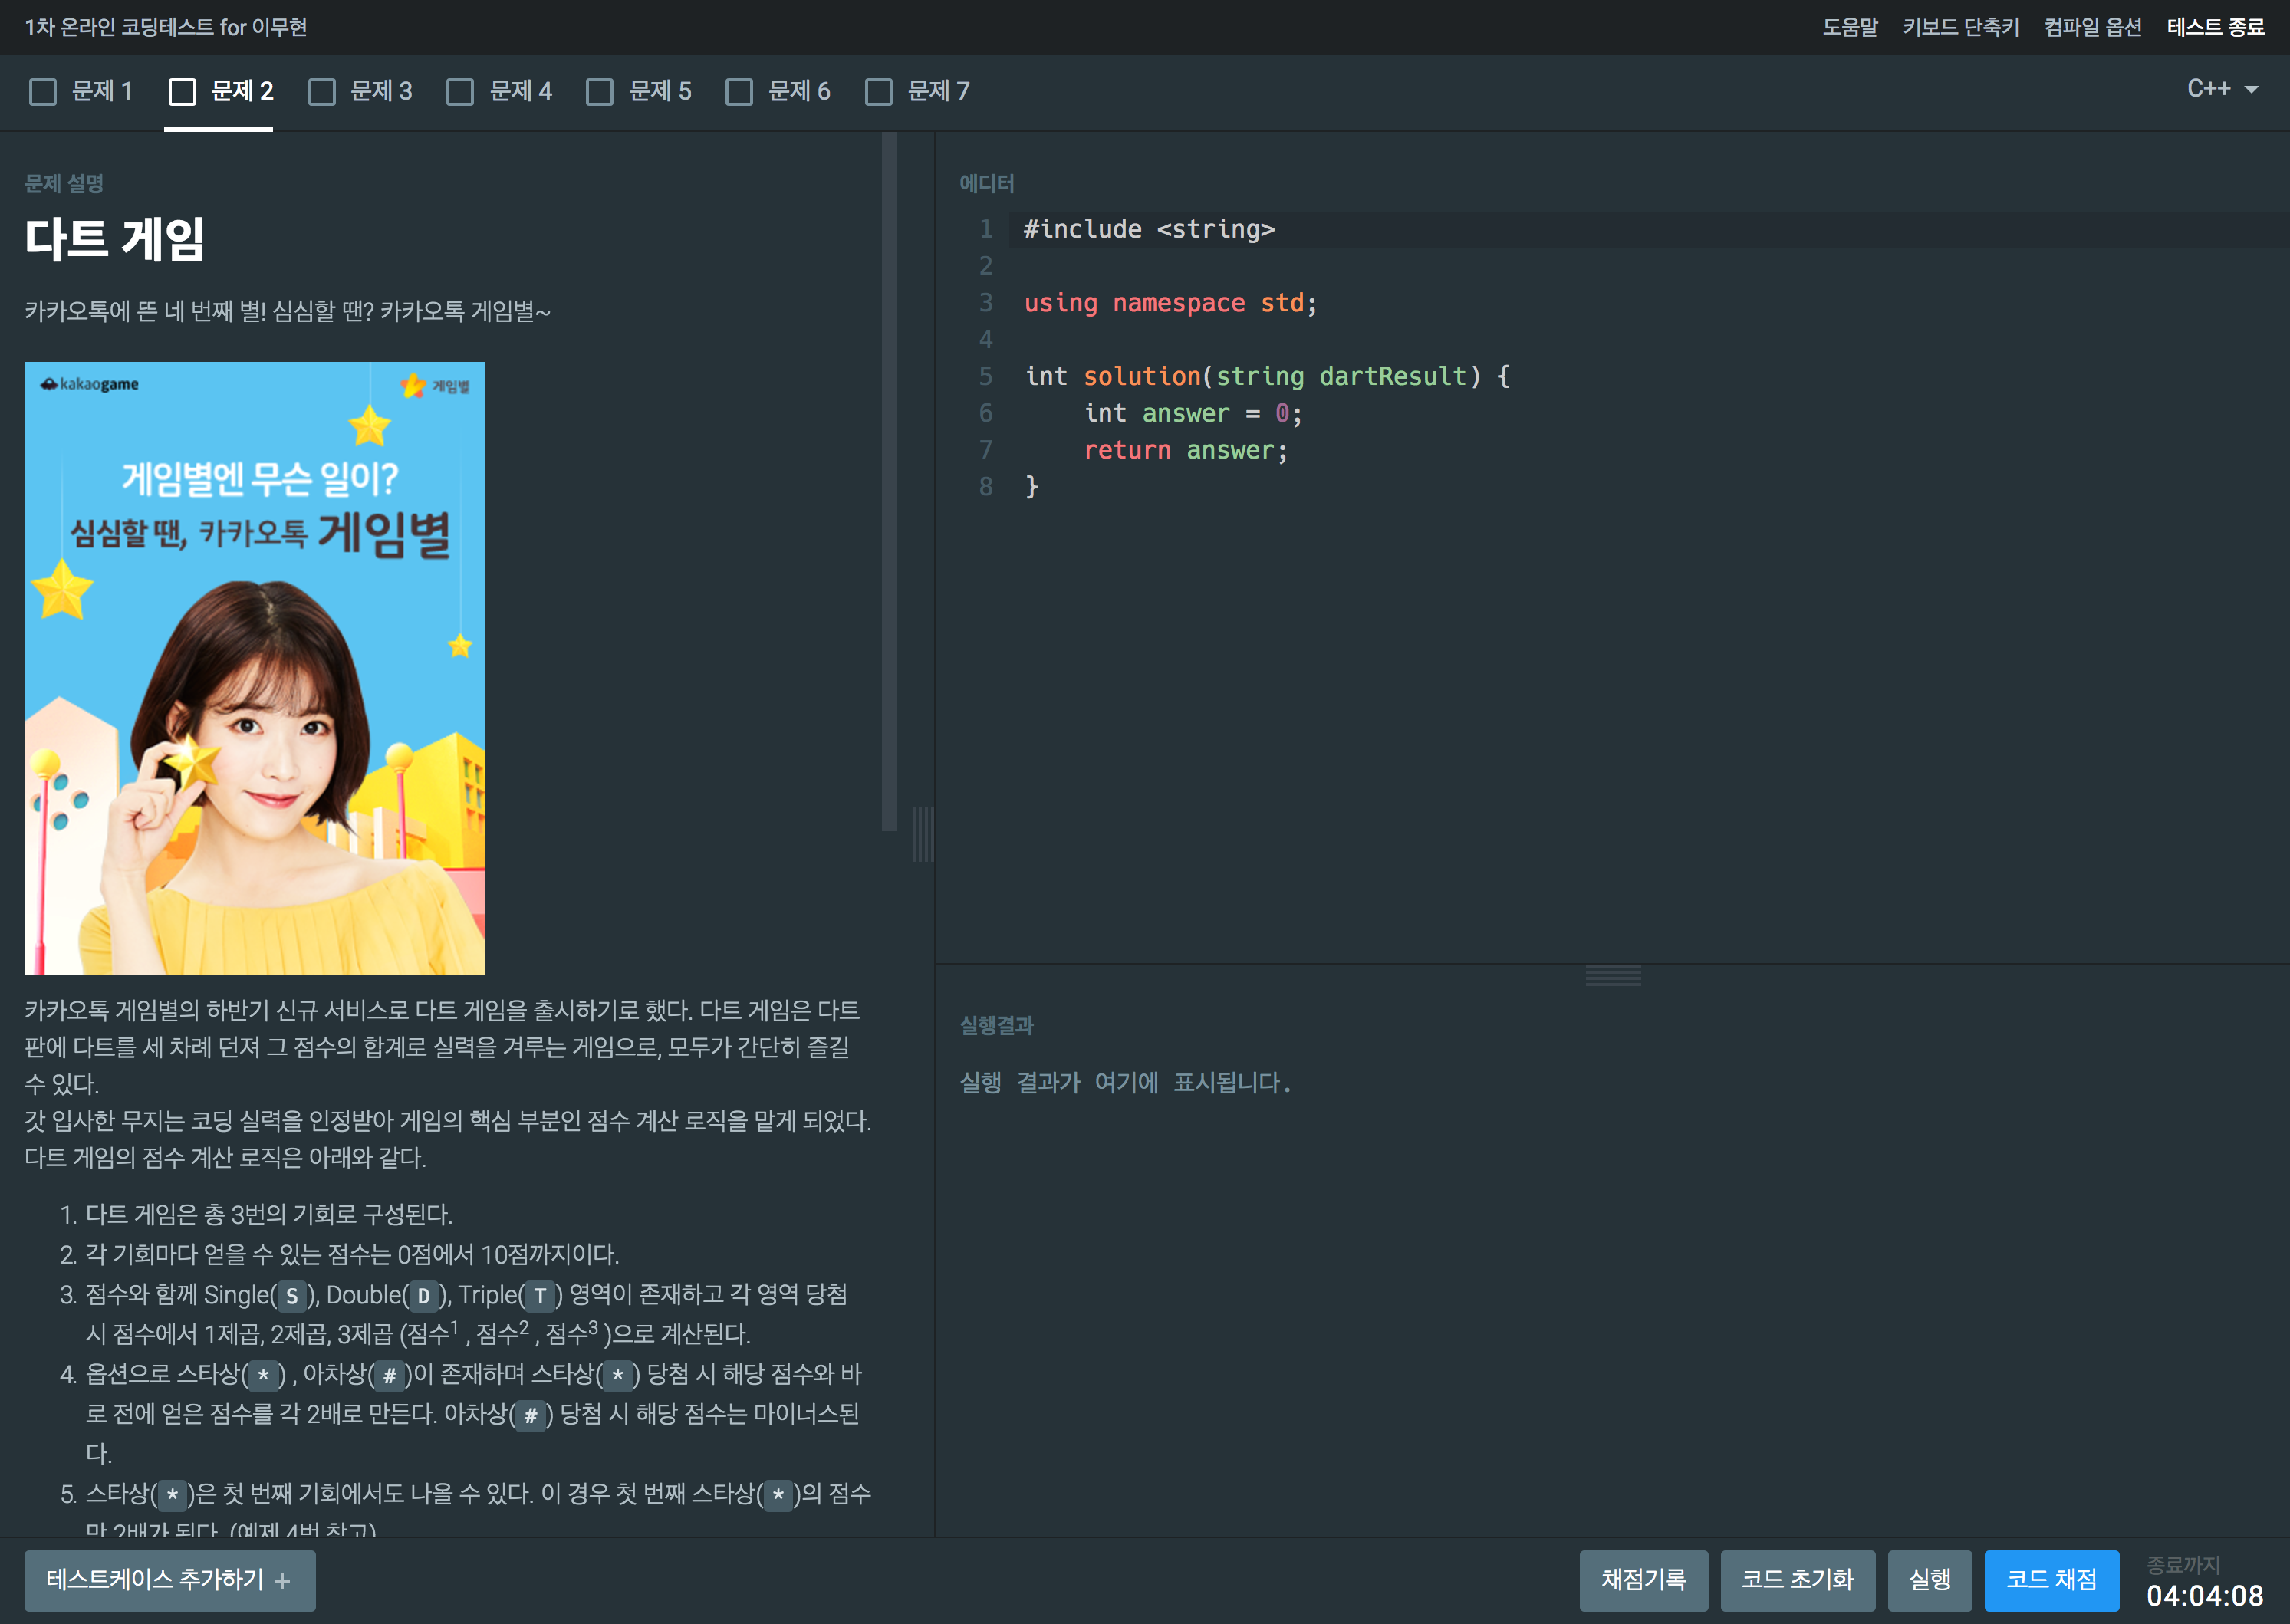 1차 온라인 코딩테스트 for 이무현
도움말 키보드 단축키 컴파일 옵션 테스트 종료
문제 1 문제 2 문제 3 문제 4 문제 5 문제 6 문제 7
C++
문제 설명
다트 게임
카카오톡에 뜬 네 번째 별! 심심할 땐? 카카오톡 게임별~
kakaogame
게임별
게임별엔 무슨 일이?
심심할 땐, 카카오톡 게임별
카카오톡 게임별의 하반기 신규 서비스로 다트 게임을 출시하기로 했다. 다트 게임은 다트
판에 다트를 세 차례 던져 그 점수의 합계로 실력을 겨루는 게임으로, 모두가 간단히 즐길
수 있다.
갓 입사한 무지는 코딩 실력을 인정받아 게임의 핵심 부분인 점수 계산 로직을 맡게 되었다.
다트 게임의 점수 계산 로직은 아래와 같다.
1. 다트 게임은 총 3번의 기회로 구성된다.
2. 각 기회마다 얻을 수 있는 점수는 0점에서 10점까지이다.
3. 점수와 함께 Single( S ), Double( D ), Triple( T ) 영역이 존재하고 각 영역 당첨
시 점수에서 1제곱, 2제곱, 3제곱 (점수1 , 점수2 , 점수3 )으로 계산된다.
4. 옵션으로 스타상( * ) , 아차상( # )이 존재하며 스타상( * ) 당첨 시 해당 점수와 바
로 전에 얻은 점수를 각 2배로 만든다. 아차상( # ) 당첨 시 해당 점수는 마이너스된
다.
5. 스타상( * )은 첫 번째 기회에서도 나올 수 있다. 이 경우 첫 번째 스타상( * )의 점수
만 2배가 된다. (예제 4번 참고)
에디터
1 #include <string>
2
3 using namespace std;
4
5 int solution(string dartResult) {
6 int answer = 0;
7 return answer;
8 }
실행결과
실행 결과가 여기에 표시됩니다.
테스트케이스 추가하기 +
채점기록 코드 초기화 실행 코드 채점
종료까지
04:04:08